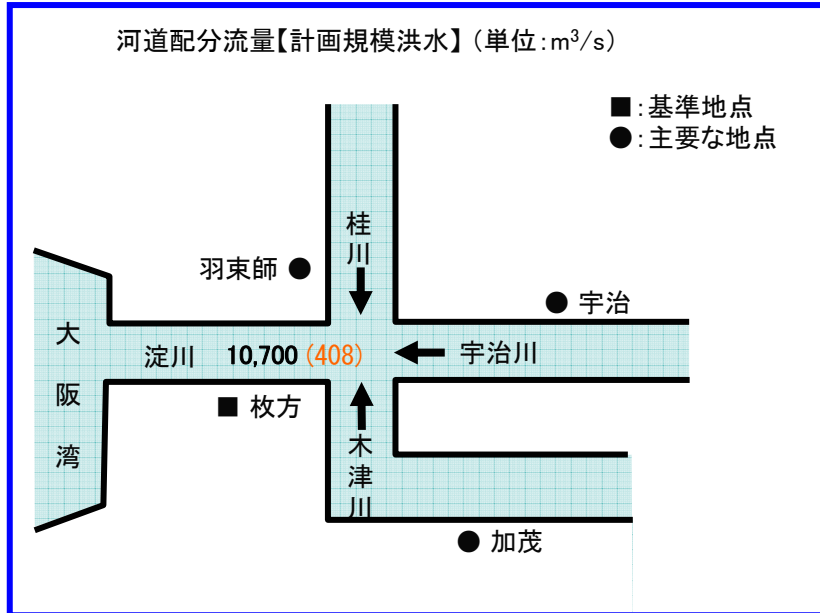 河道配分流量【計画規模洪水】（単位：m³/s）
■：基準地点
●：主要な地点
桂川
羽束師 ●
● 宇治
大阪湾
淀川 10,700 (408)
宇治川
■ 枚方
木津川
● 加茂